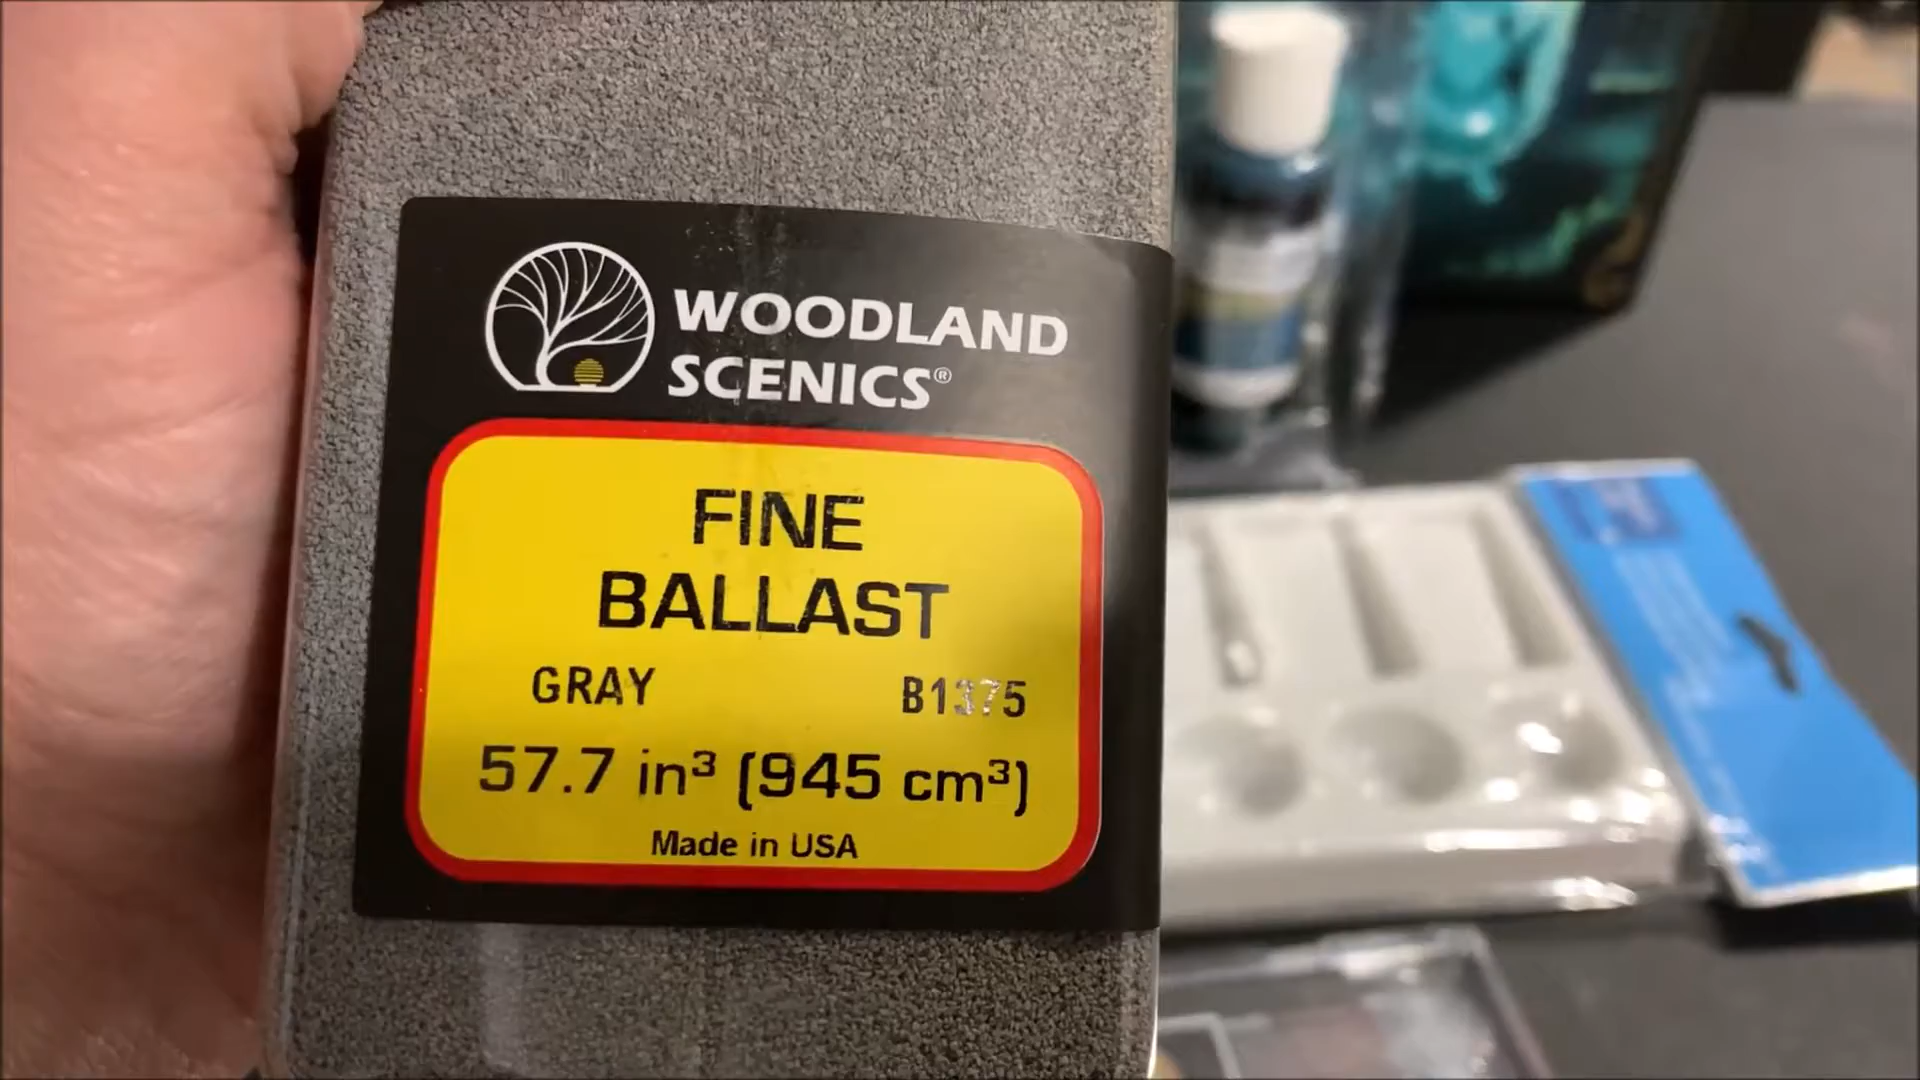 WOODLAND
SCENICS®
FINE
BALLAST
GRAY B1375
57.7 in³ (945 cm³)
Made in USA